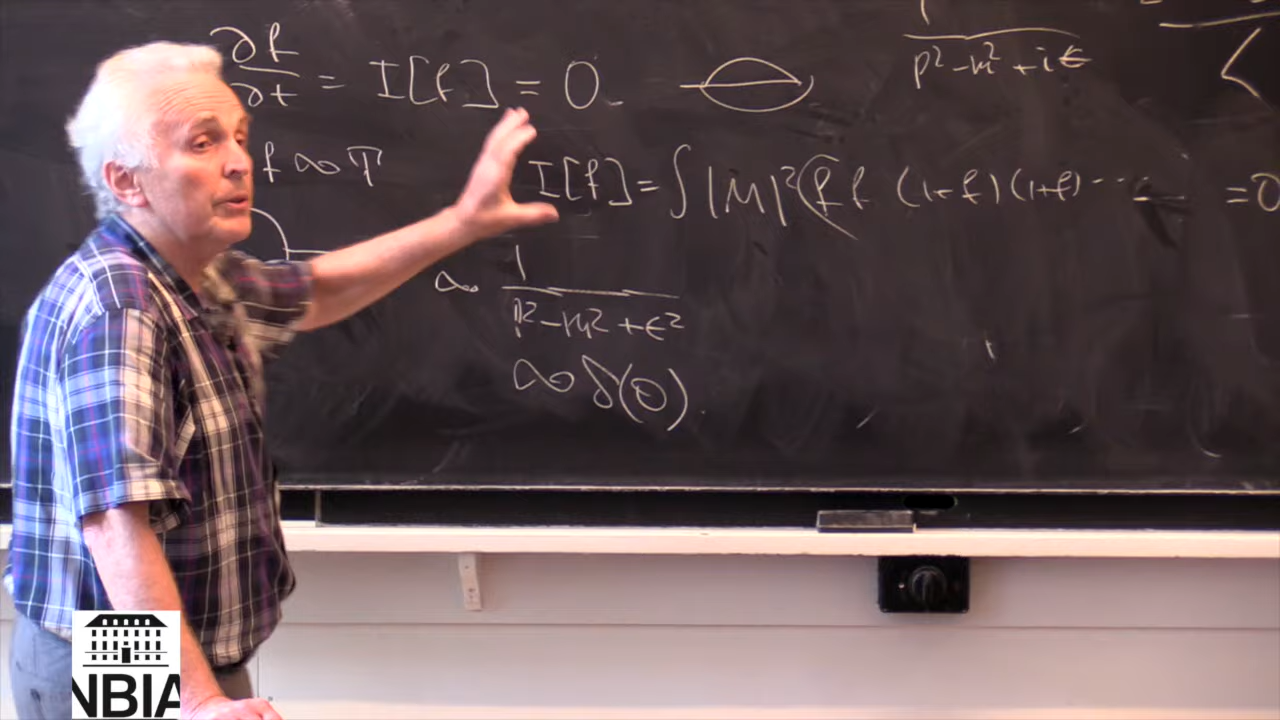 ∂f/∂t = I[f] = 0
1/(p²-m²+iϵ)
f ∞ T
I[f] = ∫|M|²(f f (1+f)(1+f) ---- = 0
∞ 1/(p²-m²+ϵ²)
∞ δ(0).
NBIA